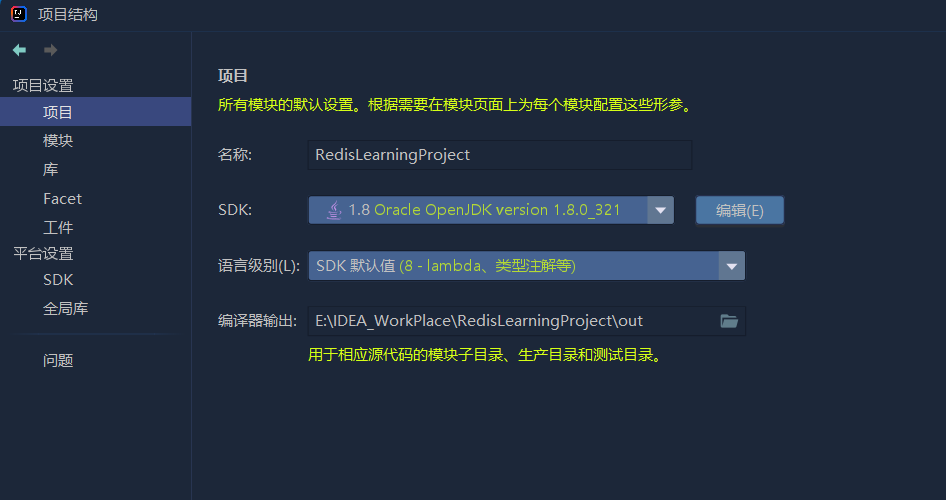 项目结构
项目设置
项目
模块
库
Facet
工件
平台设置
SDK
全局库
问题
项目
所有模块的默认设置。根据需要在模块页面上为每个模块配置这些形参。
名称: RedisLearningProject
SDK: 1.8 Oracle OpenJDK version 1.8.0_321 编辑(E)
语言级别(L): SDK 默认值 (8 - lambda、类型注解等)
编译器输出: E:\IDEA_WorkPlace\RedisLearningProject\out
用于相应源代码的模块子目录、生产目录和测试目录。